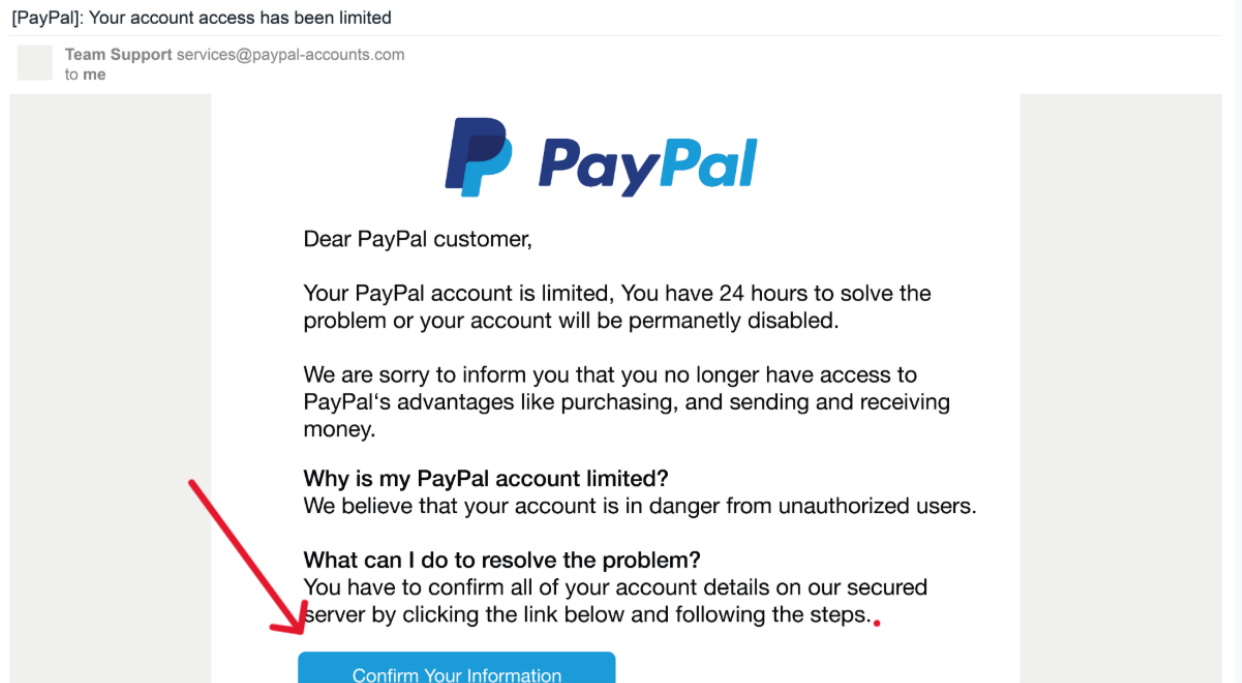 [PayPal]: Your account access has been limited
Team Support services@paypal-accounts.com
to me
PayPal
Dear PayPal customer,
Your PayPal account is limited, You have 24 hours to solve the
problem or your account will be permanetly disabled.
We are sorry to inform you that you no longer have access to
PayPal‘s advantages like purchasing, and sending and receiving
money.
Why is my PayPal account limited?
We believe that your account is in danger from unauthorized users.
What can I do to resolve the problem?
You have to confirm all of your account details on our secured
server by clicking the link below and following the steps.
Confirm Your Information